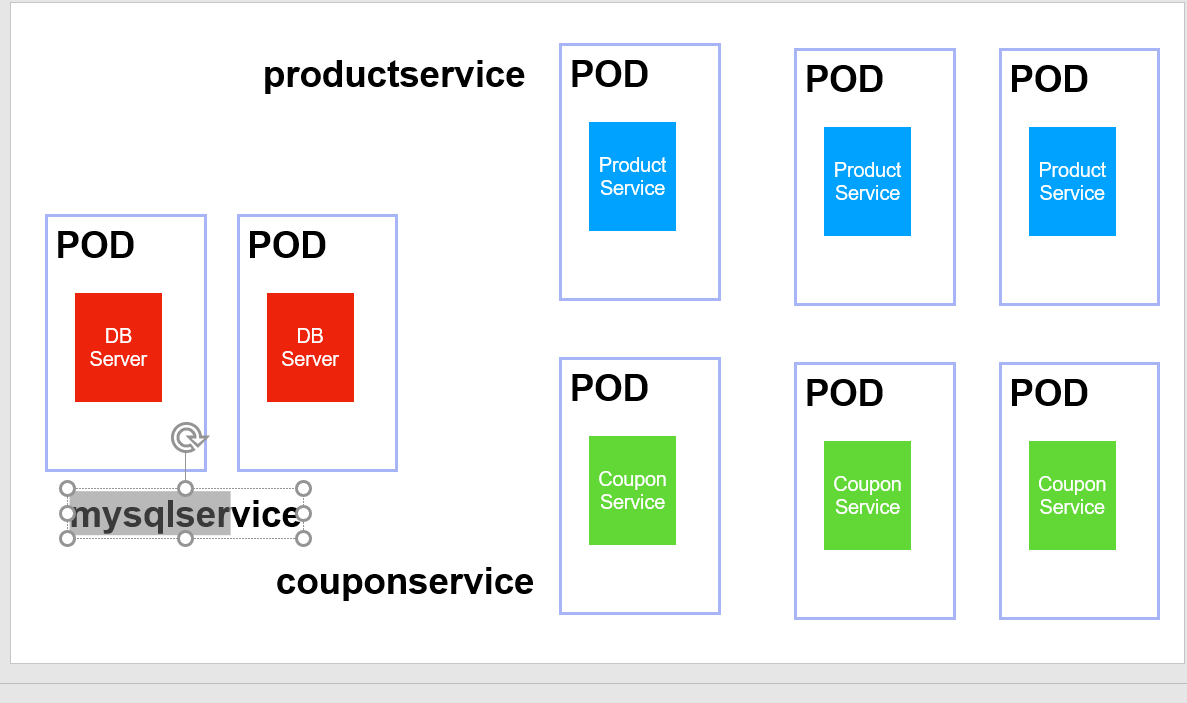 productservice
POD
Product
Service
POD
Product
Service
POD
Product
Service
POD
DB
Server
POD
DB
Server
mysqlservice
couponservice
POD
Coupon
Service
POD
Coupon
Service
POD
Coupon
Service